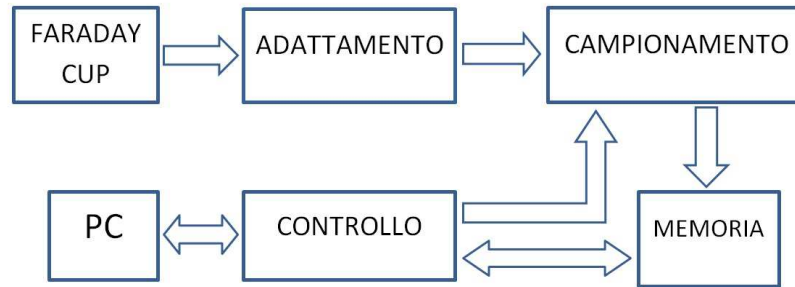 FARADAY
CUP
ADATTAMENTO
CAMPIONAMENTO
PC
CONTROLLO
MEMORIA